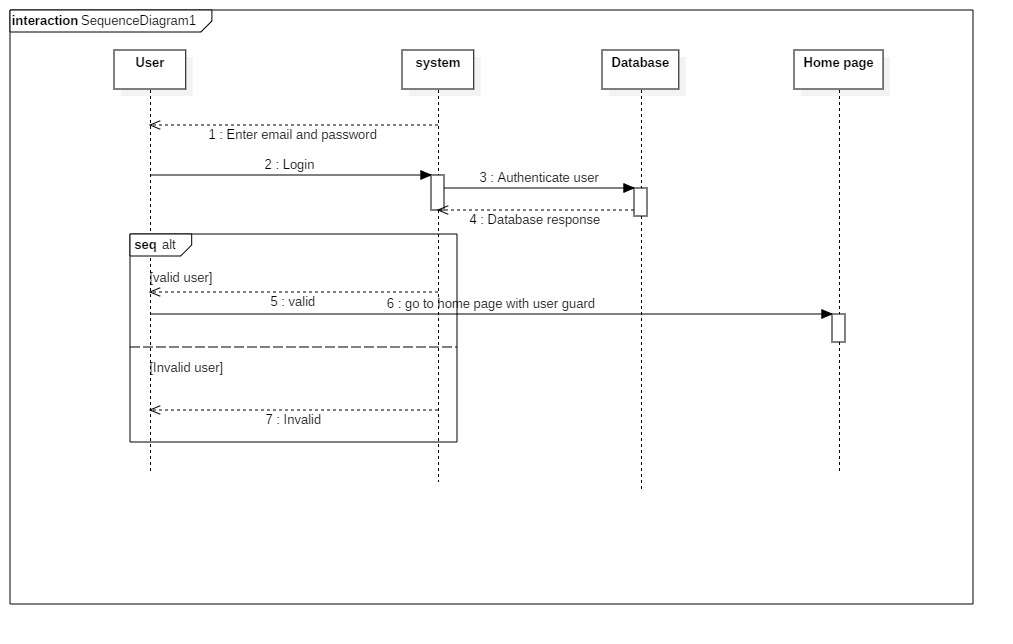 interaction SequenceDiagram1
User
system
Database
Home page
1 : Enter email and password
2 : Login
3 : Authenticate user
4 : Database response
seq alt
[valid user]
5 : valid
6 : go to home page with user guard
[Invalid user]
7 : Invalid